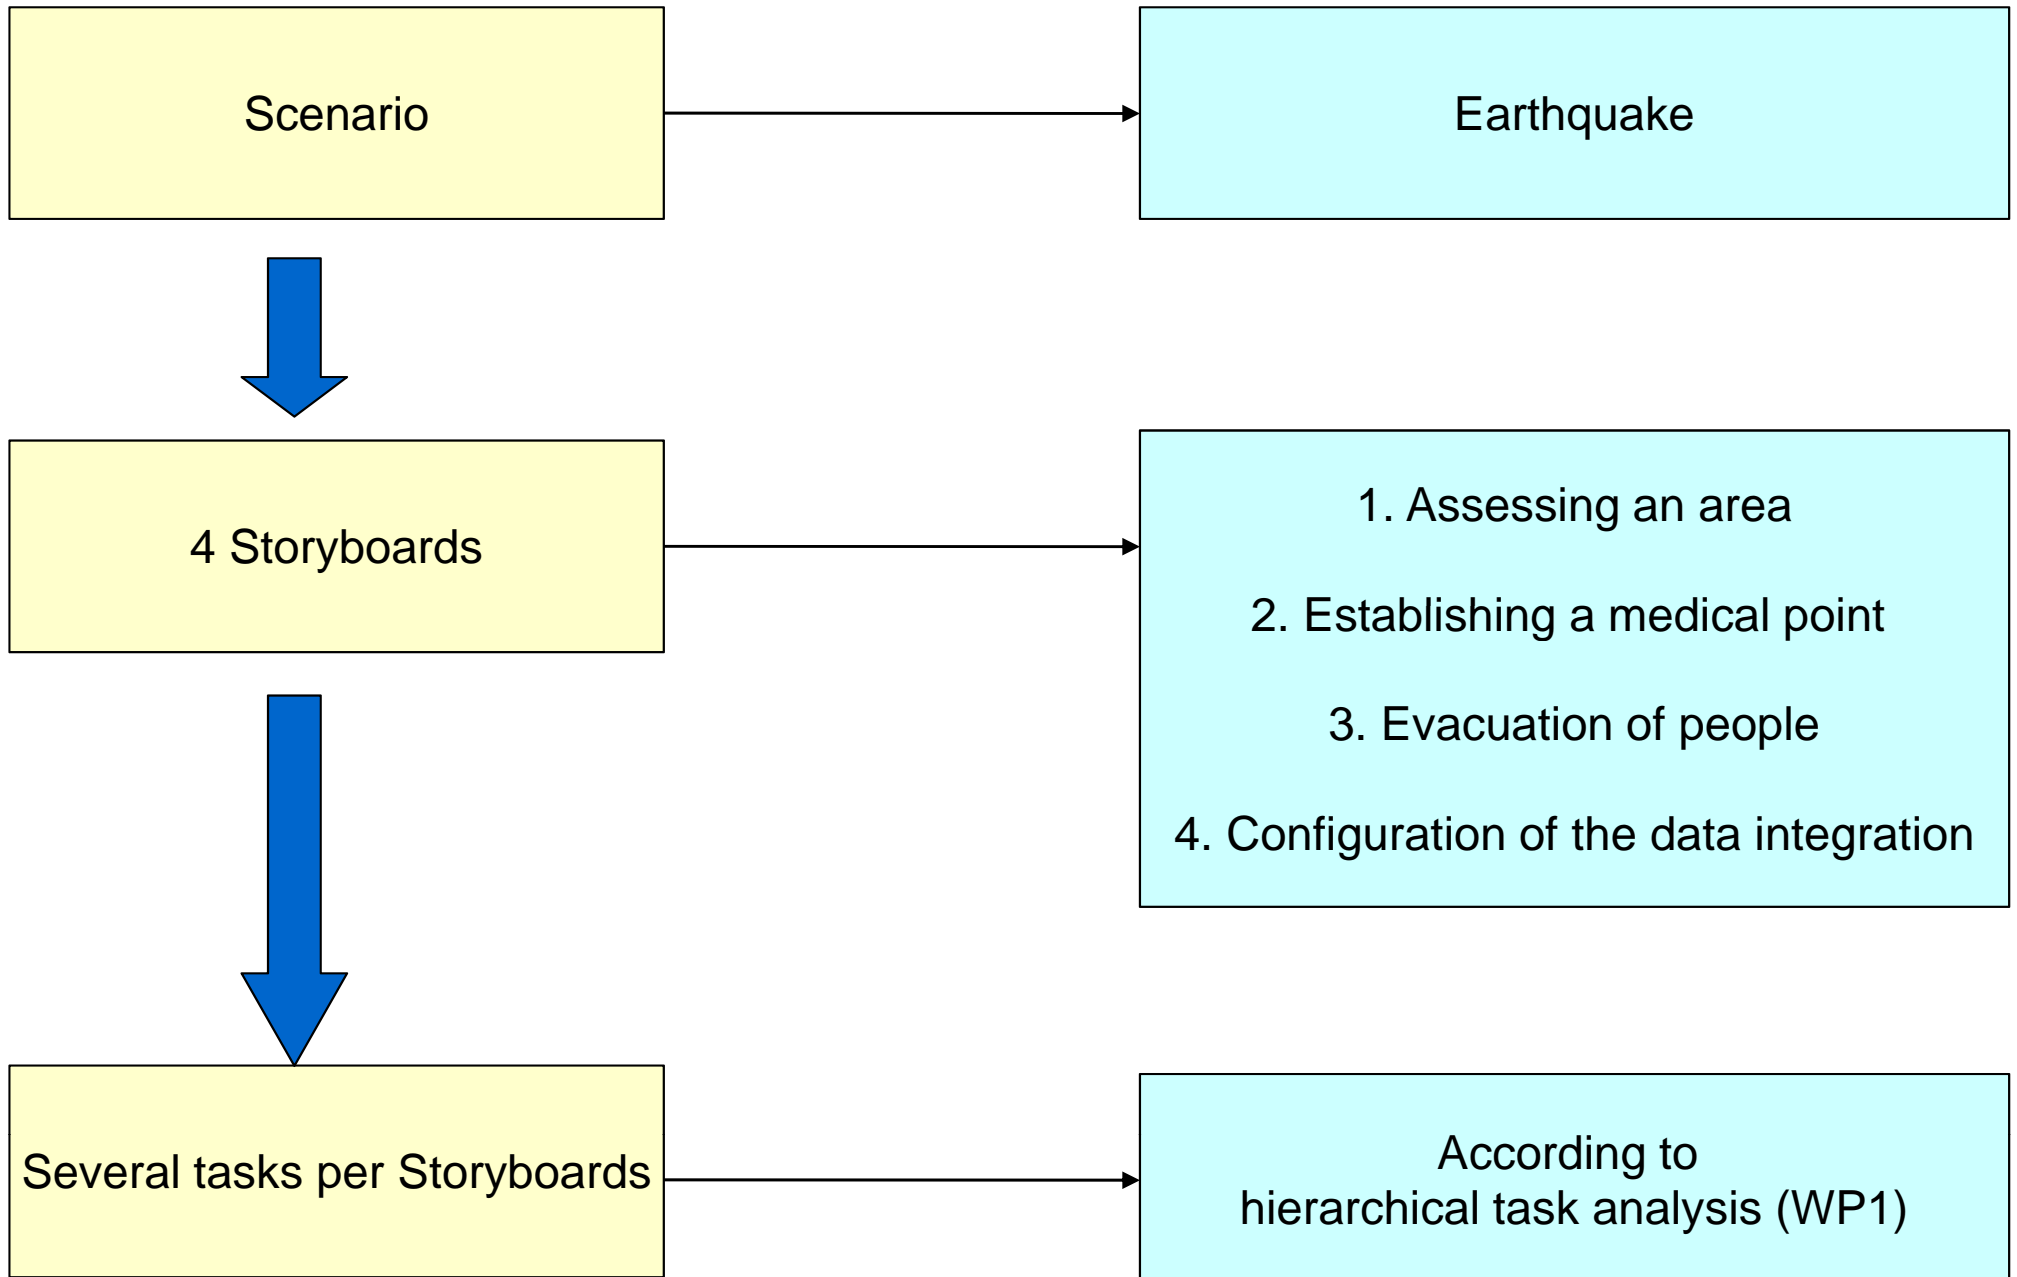 Scenario
Earthquake
4 Storyboards
1. Assessing an area
2. Establishing a medical point
3. Evacuation of people
4. Configuration of the data integration
Several tasks per Storyboards
According to
hierarchical task analysis (WP1)